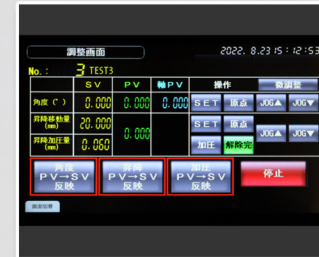 調整画面 2022. 8.23 15:12:53
No.: 3 TEST3
SV PV 軸PV 操作 微調整
角度(°) 0.000 0.000 0.000 SET 原点 JOG▲ JOG▼
昇降移動量(mm) 20.000 0.000 SET 原点 JOG▲ JOG▼
昇降加圧量(mm) 0.050 加圧 解除完
角度 昇降 加圧
PV→SV PV→SV PV→SV 停止
反映 反映 反映
画面切替